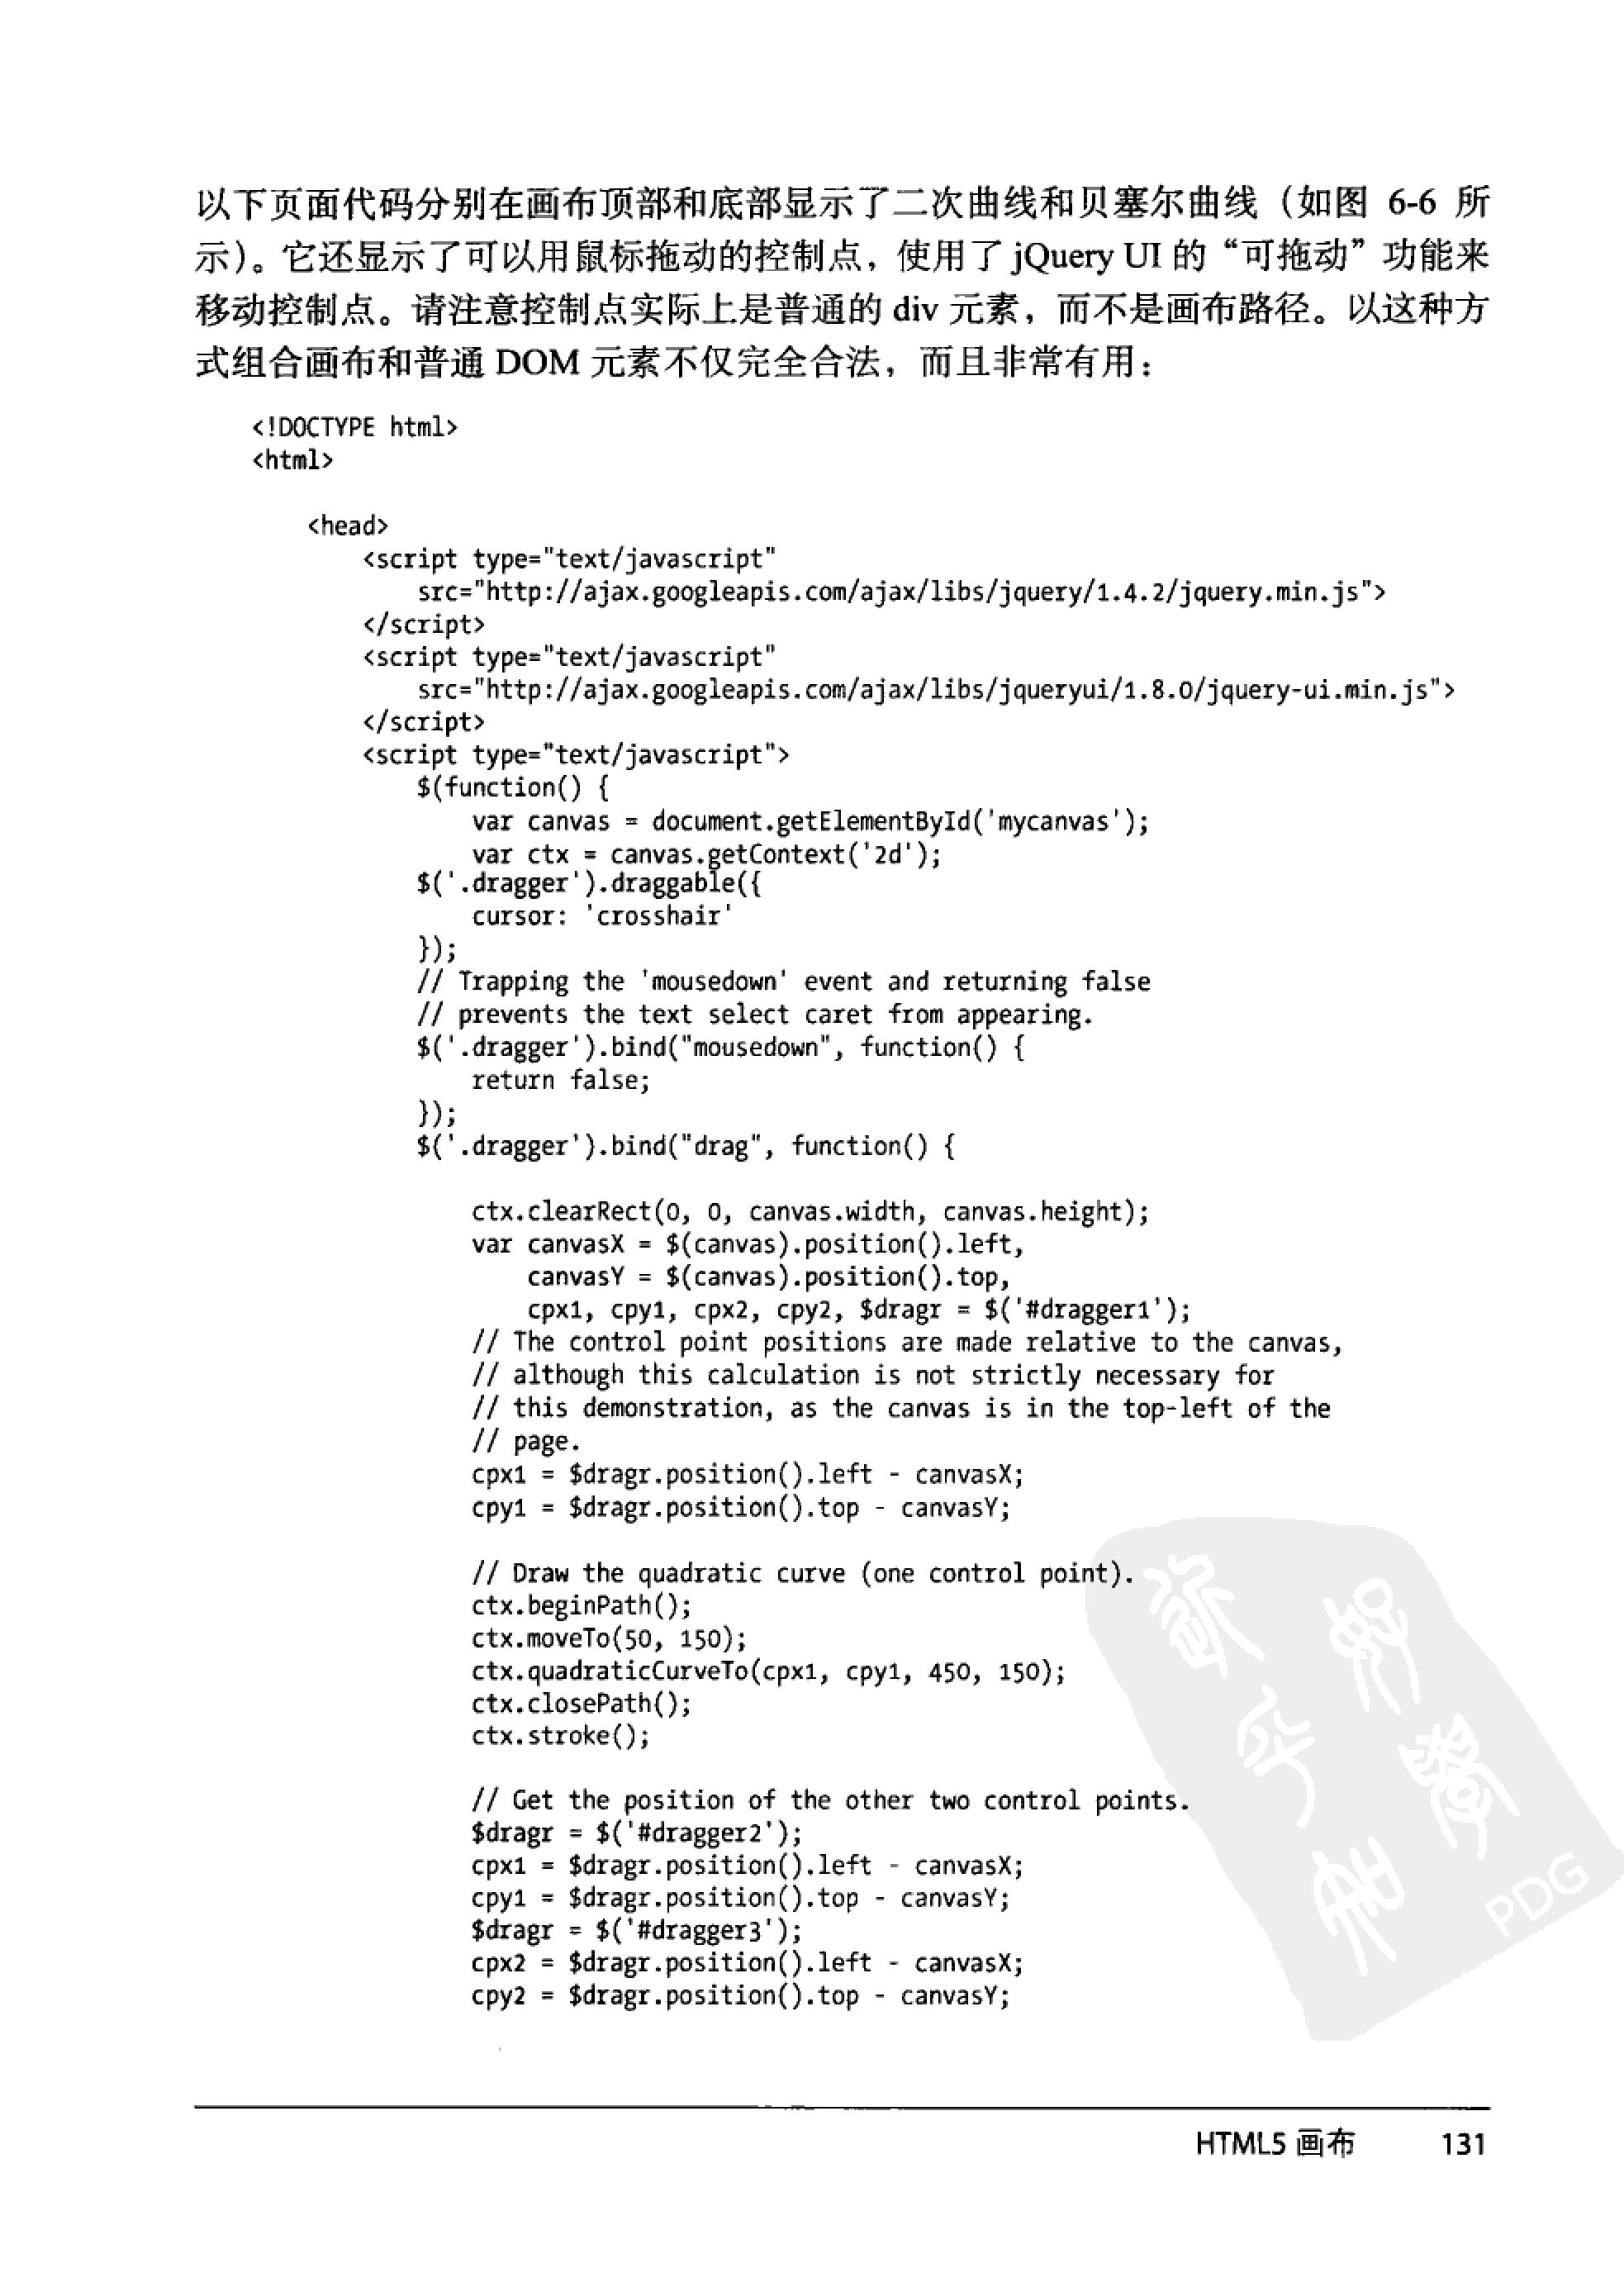 以下页面代码分别在画布顶部和底部显示了二次曲线和贝塞尔曲线（如图 6-6 所
示）。它还显示了可以用鼠标拖动的控制点，使用了 jQuery UI 的“可拖动”功能来
移动控制点。请注意控制点实际上是普通的 div 元素，而不是画布路径。以这种方
式组合画布和普通 DOM 元素不仅完全合法，而且非常有用：
<!DOCTYPE html>
<html>
<head>
<script type="text/javascript"
src="http://ajax.googleapis.com/ajax/libs/jquery/1.4.2/jquery.min.js">
</script>
<script type="text/javascript"
src="http://ajax.googleapis.com/ajax/libs/jqueryui/1.8.0/jquery-ui.min.js">
</script>
<script type="text/javascript">
$(function() {
var canvas = document.getElementById('mycanvas');
var ctx = canvas.getContext('2d');
$('.dragger').draggable({
cursor: 'crosshair'
});
// Trapping the 'mousedown' event and returning false
// prevents the text select caret from appearing.
$('.dragger').bind("mousedown", function() {
return false;
});
$('.dragger').bind("drag", function() {
ctx.clearRect(0, 0, canvas.width, canvas.height);
var canvasX = $(canvas).position().left,
canvasY = $(canvas).position().top,
cpx1, cpy1, cpx2, cpy2, $dragr = $('#dragger1');
// The control point positions are made relative to the canvas,
// although this calculation is not strictly necessary for
// this demonstration, as the canvas is in the top-left of the
// page.
cpx1 = $dragr.position().left - canvasX;
cpy1 = $dragr.position().top - canvasY;
// Draw the quadratic curve (one control point).
ctx.beginPath();
ctx.moveTo(50, 150);
ctx.quadraticCurveTo(cpx1, cpy1, 450, 150);
ctx.closePath();
ctx.stroke();
// Get the position of the other two control points.
$dragr = $('#dragger2');
cpx1 = $dragr.position().left - canvasX;
cpy1 = $dragr.position().top - canvasY;
$dragr = $('#dragger3');
cpx2 = $dragr.position().left - canvasX;
cpy2 = $dragr.position().top - canvasY;
PDG
HTML5 画布 131